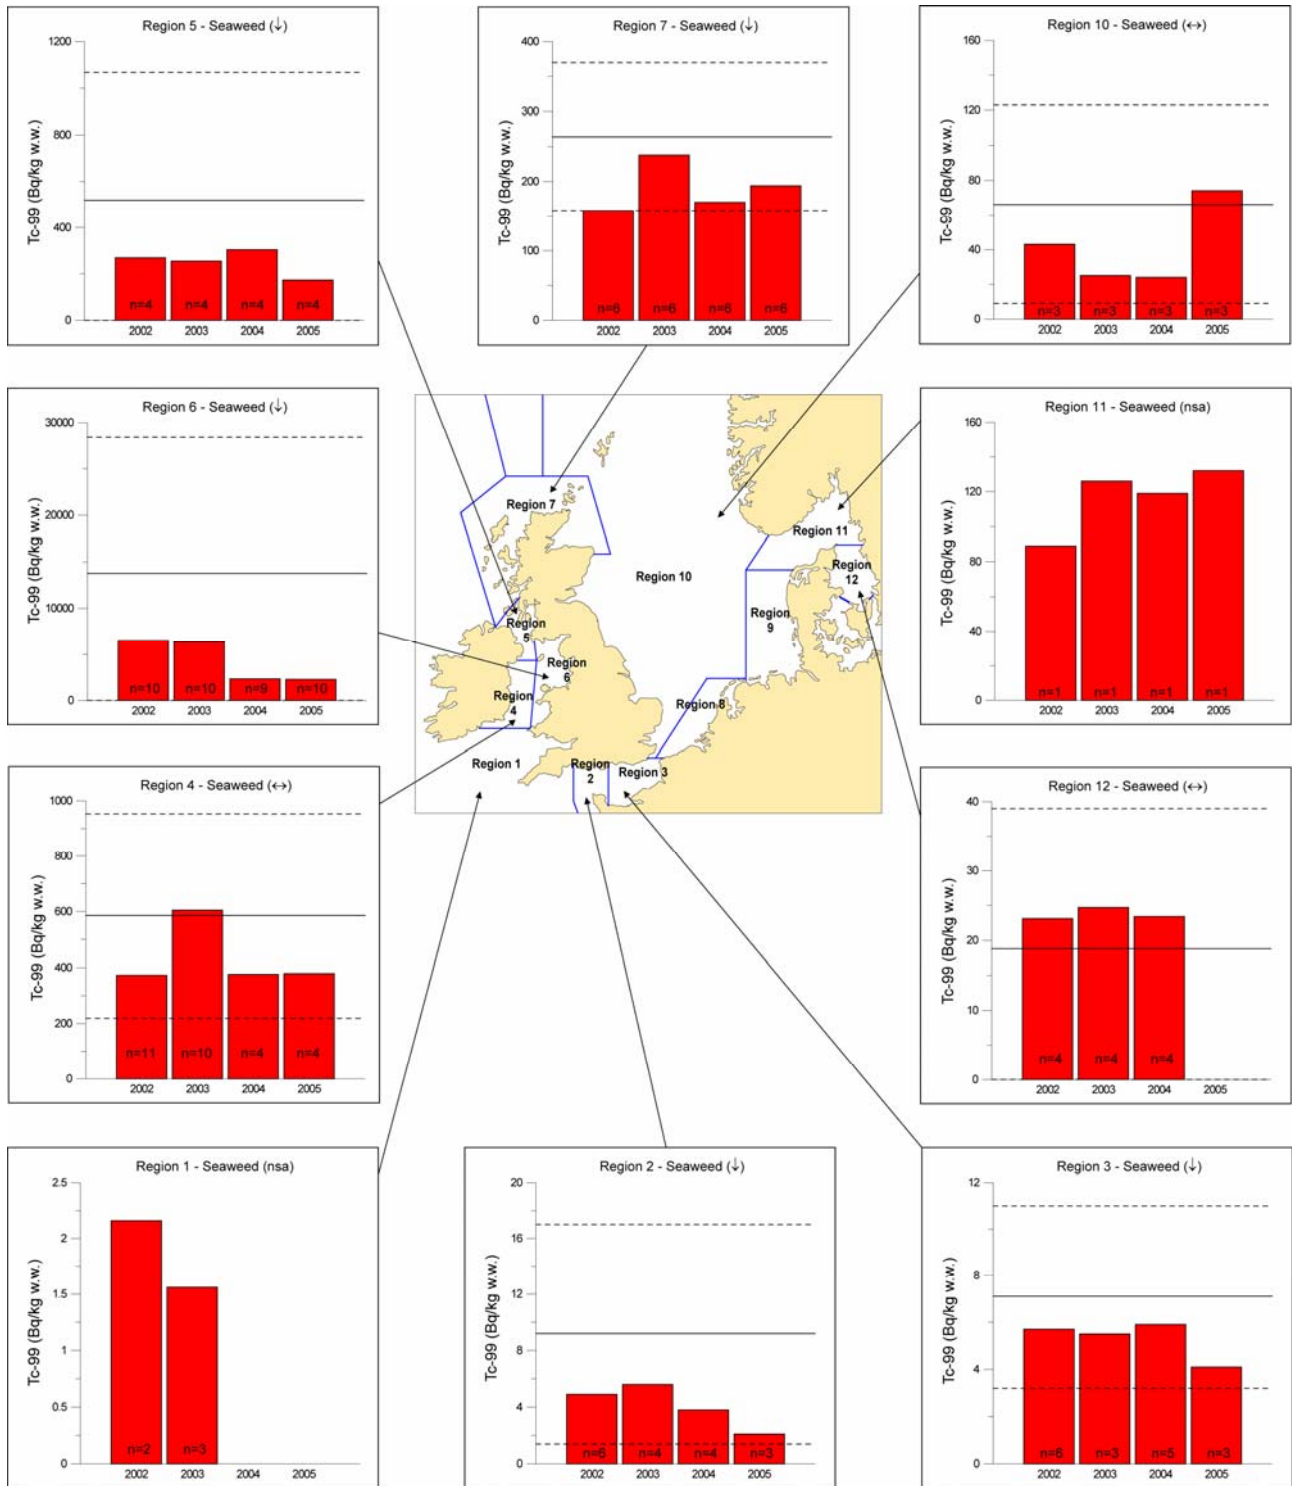 Region 5 - Seaweed (↓)
Tc-99 (Bq/kg w.w.)
1200
800
400
0
n=4 n=4 n=4 n=4
2002 2003 2004 2005
Region 7 - Seaweed (↓)
Tc-99 (Bq/kg w.w.)
400
300
200
100
0
n=6 n=6 n=6 n=6
2002 2003 2004 2005
Region 10 - Seaweed (↔)
Tc-99 (Bq/kg w.w.)
160
120
80
40
0
n=3 n=3 n=3 n=3
2002 2003 2004 2005
Region 6 - Seaweed (↓)
Tc-99 (Bq/kg w.w.)
30000
20000
10000
0
n=10 n=10 n=9 n=10
2002 2003 2004 2005
Region 7
Region 11
Region
12
Region 10
Region
9
Region
5
Region
6
Region
4
Region 8
Region 1
Region
2
Region 3
Region 11 - Seaweed (nsa)
Tc-99 (Bq/kg w.w.)
160
120
80
40
0
n=1 n=1 n=1 n=1
2002 2003 2004 2005
Region 4 - Seaweed (↔)
Tc-99 (Bq/kg w.w.)
1000
800
600
400
200
0
n=11 n=10 n=4 n=4
2002 2003 2004 2005
Region 12 - Seaweed (↔)
Tc-99 (Bq/kg w.w.)
40
30
20
10
0
n=4 n=4 n=4
2002 2003 2004 2005
Region 1 - Seaweed (nsa)
Tc-99 (Bq/kg w.w.)
2.5
2
1.5
1
0.5
0
n=2 n=3
2002 2003 2004 2005
Region 2 - Seaweed (↓)
Tc-99 (Bq/kg w.w.)
20
16
12
8
4
0
n=6 n=4 n=4 n=3
2002 2003 2004 2005
Region 3 - Seaweed (↓)
Tc-99 (Bq/kg w.w.)
12
8
4
0
n=6 n=3 n=5 n=3
2002 2003 2004 2005